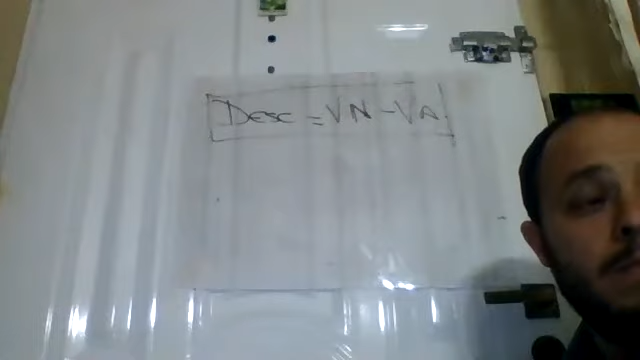 DESC = VN - VA